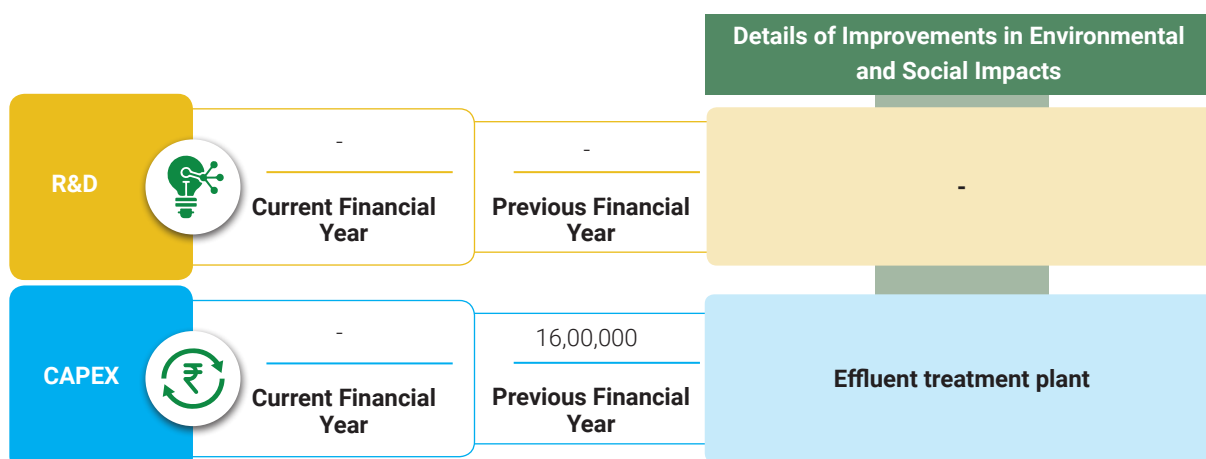 Details of Improvements in Environmental
and Social Impacts
R&D
-
Current Financial
Year
-
Previous Financial
Year
-
CAPEX
₹
-
Current Financial
Year
16,00,000
Previous Financial
Year
Effluent treatment plant